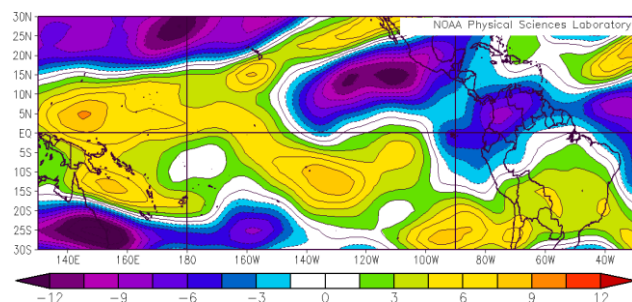 NOAA Physical Sciences Laboratory
30N
25N
20N
15N
10N
5N
EQ
5S
10S
15S
20S
25S
30S
140E 160E 180 160W 140W 120W 100W 80W 60W 40W
-12 -9 -6 -3 0 3 6 9 12